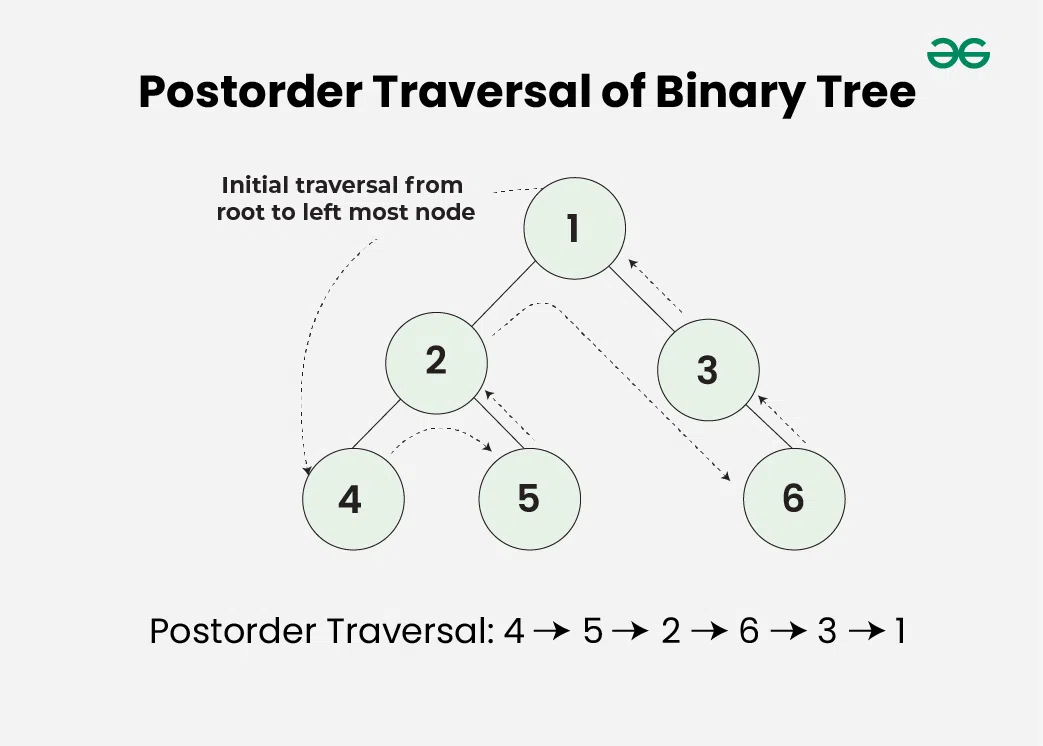 Postorder Traversal of Binary Tree
Initial traversal from
root to left most node
1
2
3
4
5
6
Postorder Traversal: 4 → 5 → 2 → 6 → 3 → 1